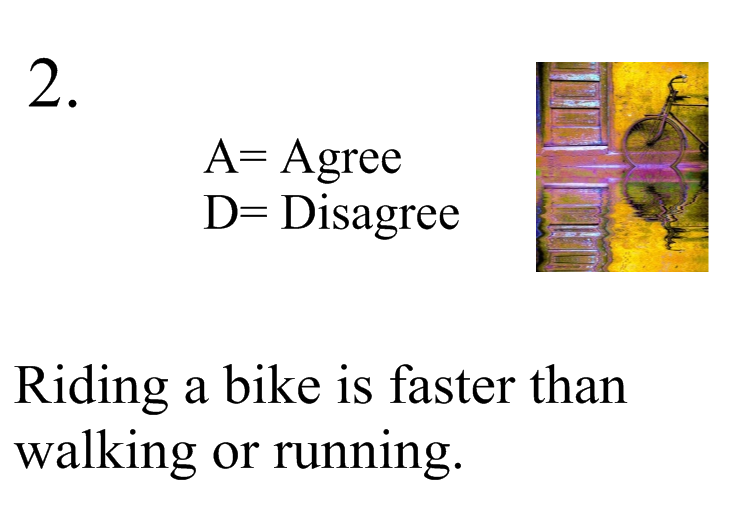 2.
A= Agree
D= Disagree
Riding a bike is faster than
walking or running.